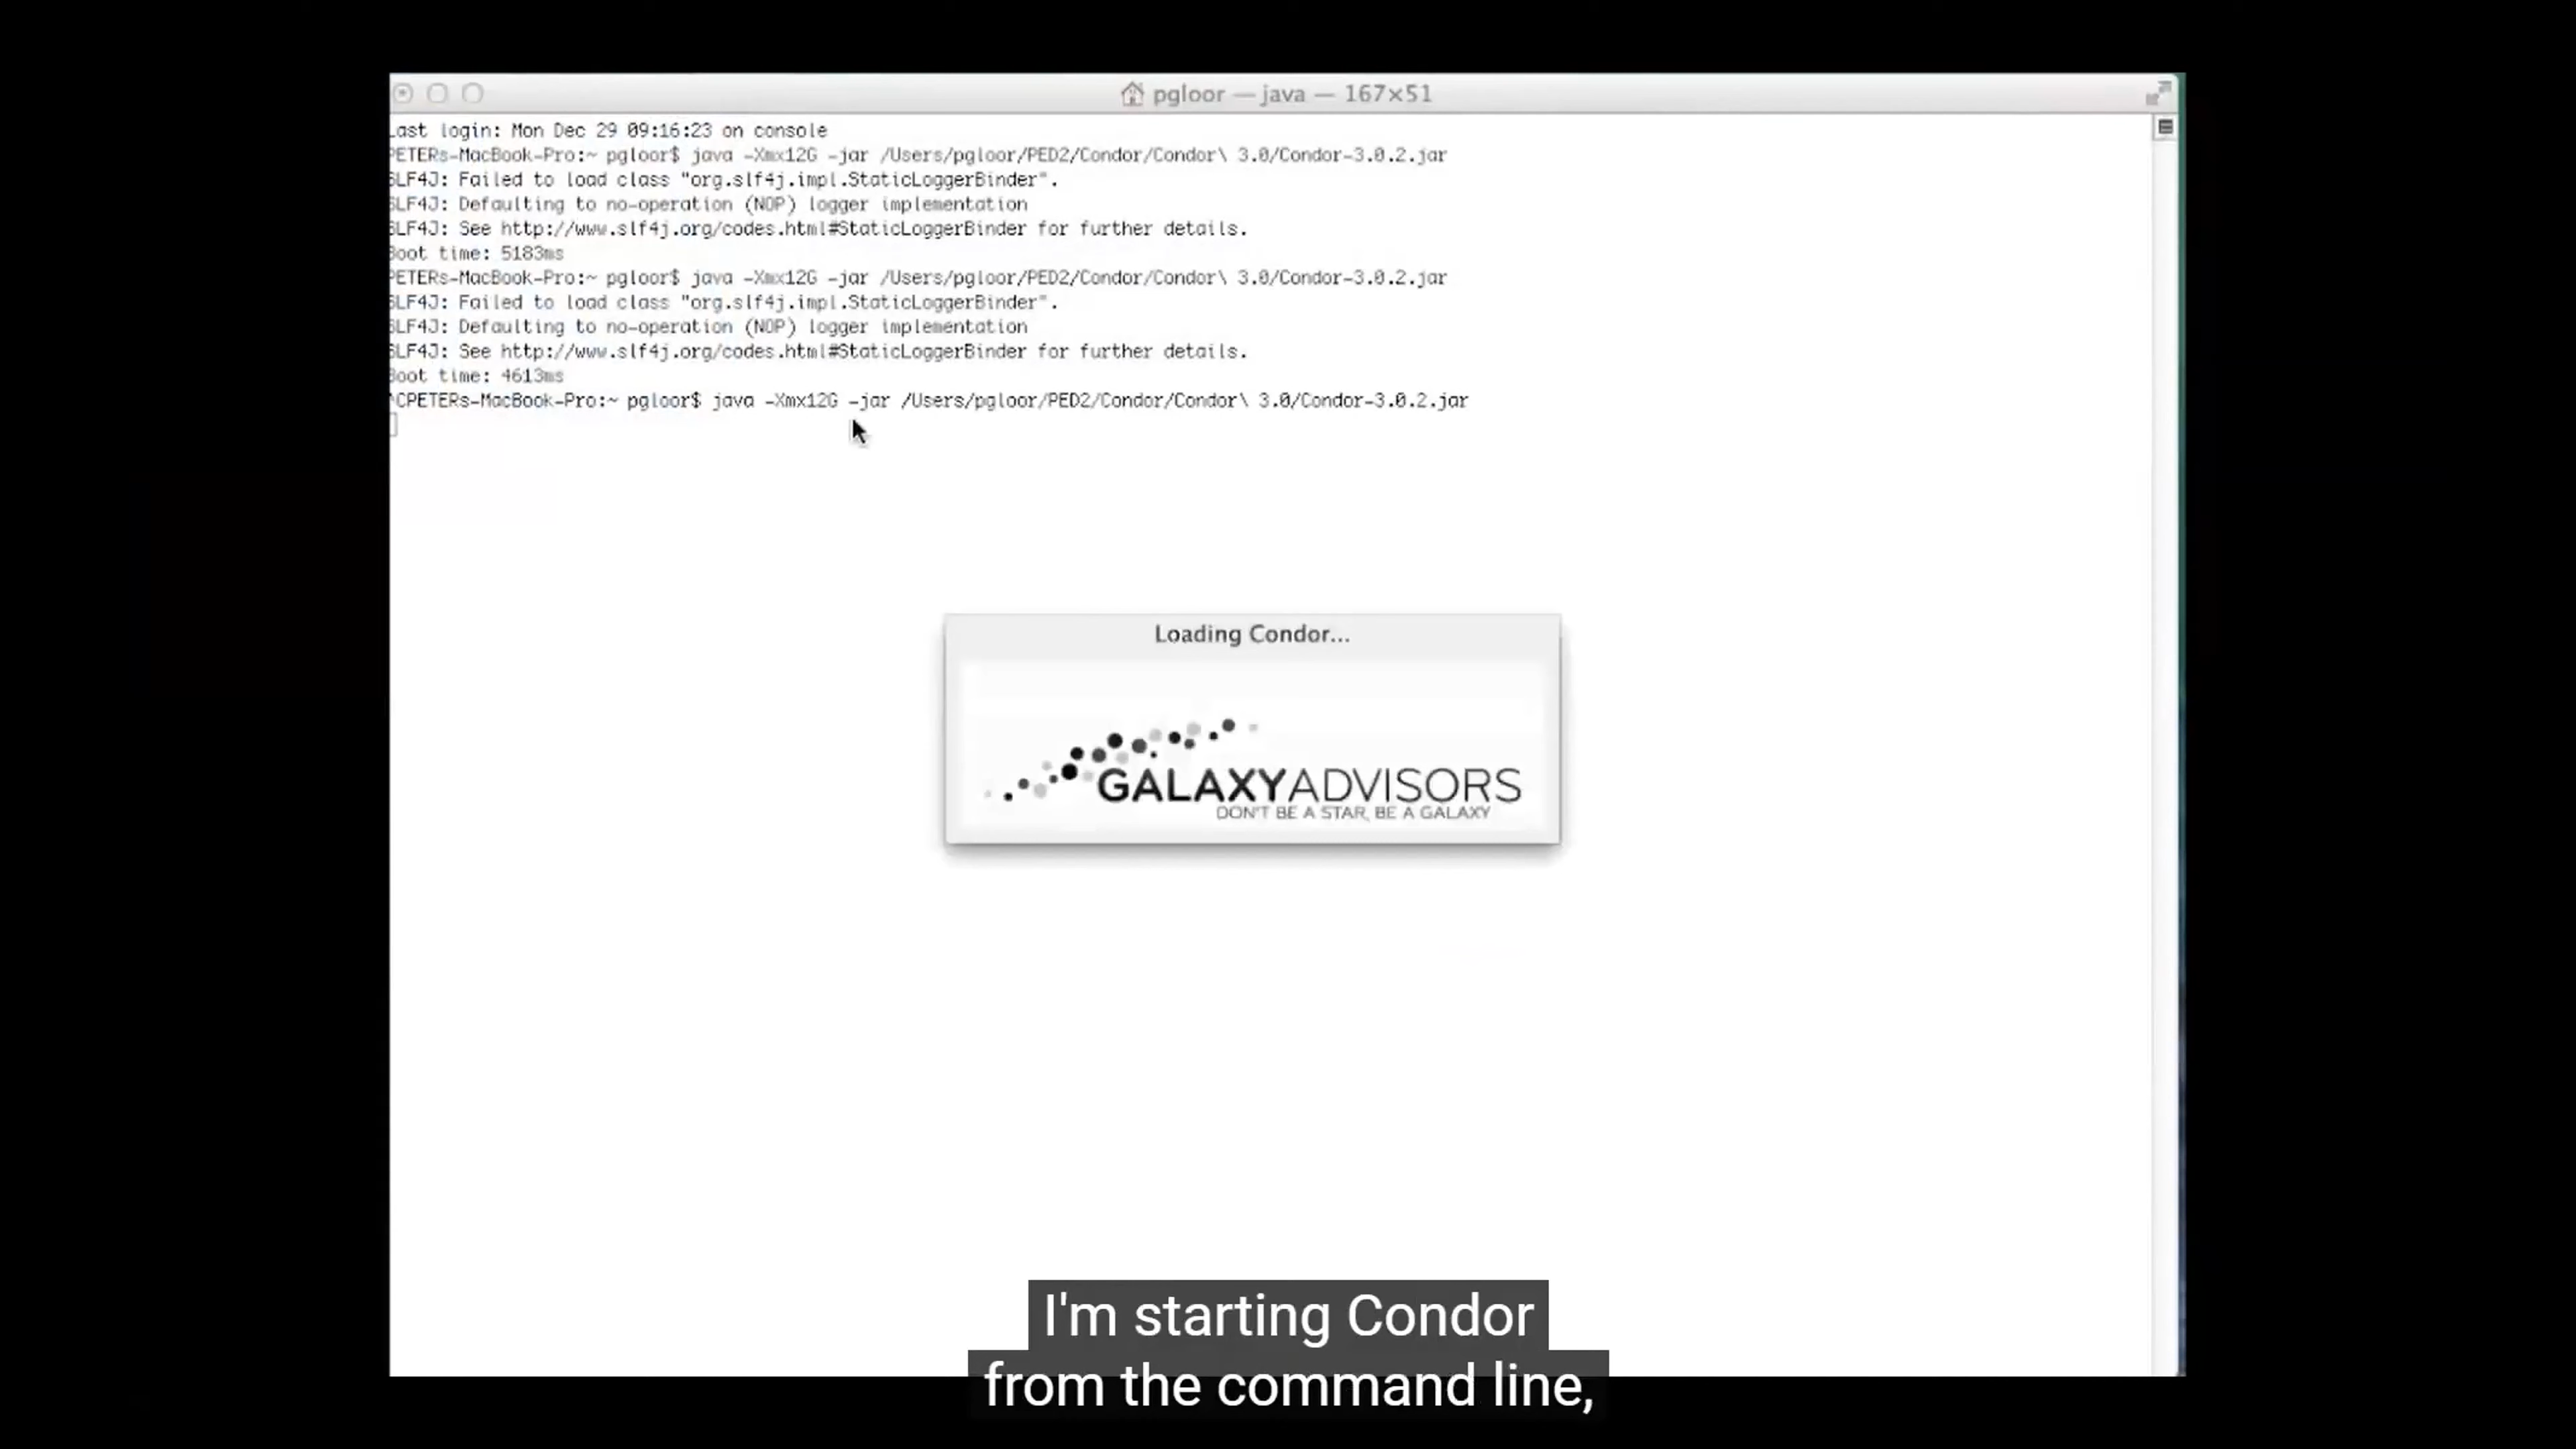 pgloor — java — 167×51
Last login: Mon Dec 29 09:16:23 on console
PETERs-MacBook-Pro:~ pgloor$ java -Xmx12G -jar /Users/pgloor/PED2/Condor/Condor\ 3.0/Condor-3.0.2.jar
SLF4J: Failed to load class "org.slf4j.impl.StaticLoggerBinder".
SLF4J: Defaulting to no-operation (NOP) logger implementation
SLF4J: See http://www.slf4j.org/codes.html#StaticLoggerBinder for further details.
Boot time: 5183ms
PETERs-MacBook-Pro:~ pgloor$ java -Xmx12G -jar /Users/pgloor/PED2/Condor/Condor\ 3.0/Condor-3.0.2.jar
SLF4J: Failed to load class "org.slf4j.impl.StaticLoggerBinder".
SLF4J: Defaulting to no-operation (NOP) logger implementation
SLF4J: See http://www.slf4j.org/codes.html#StaticLoggerBinder for further details.
Boot time: 4613ms
^CPETERs-MacBook-Pro:~ pgloor$ java -Xmx12G -jar /Users/pgloor/PED2/Condor/Condor\ 3.0/Condor-3.0.2.jar
Loading Condor...
GALAXYADVISORS
DON'T BE A STAR, BE A GALAXY
I'm starting Condor
from the command line,